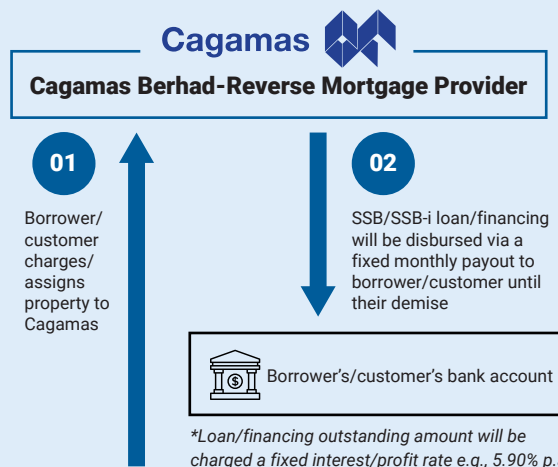 Cagamas
Cagamas Berhad-Reverse Mortgage Provider
01
Borrower/
customer
charges/
assigns
property to
Cagamas
02
SSB/SSB-i loan/financing
will be disbursed via a
fixed monthly payout to
borrower/customer until
their demise
$
Borrower's/customer's bank account
*Loan/financing outstanding amount will be
charged a fixed interest/profit rate e.g., 5.90% p.